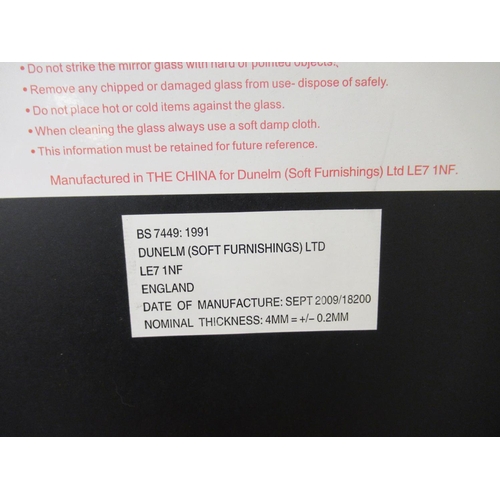 • Do not strike the mirror glass with hard or pointed objects.,
• Remove any chipped or damaged glass from use- dispose of safely.
• Do not place hot or cold items against the glass.
• When cleaning the glass always use a soft damp cloth.
• This information must be retained for future reference.
Manufactured in THE CHINA for Dunelm (Soft Furnishings) Ltd LE7 1NF.
BS 7449: 1991
DUNELM (SOFT FURNISHINGS) LTD
LE7 1NF
ENGLAND
DATE OF MANUFACTURE: SEPT 2009/18200
NOMINAL THICKNESS: 4MM = +/– 0.2MM